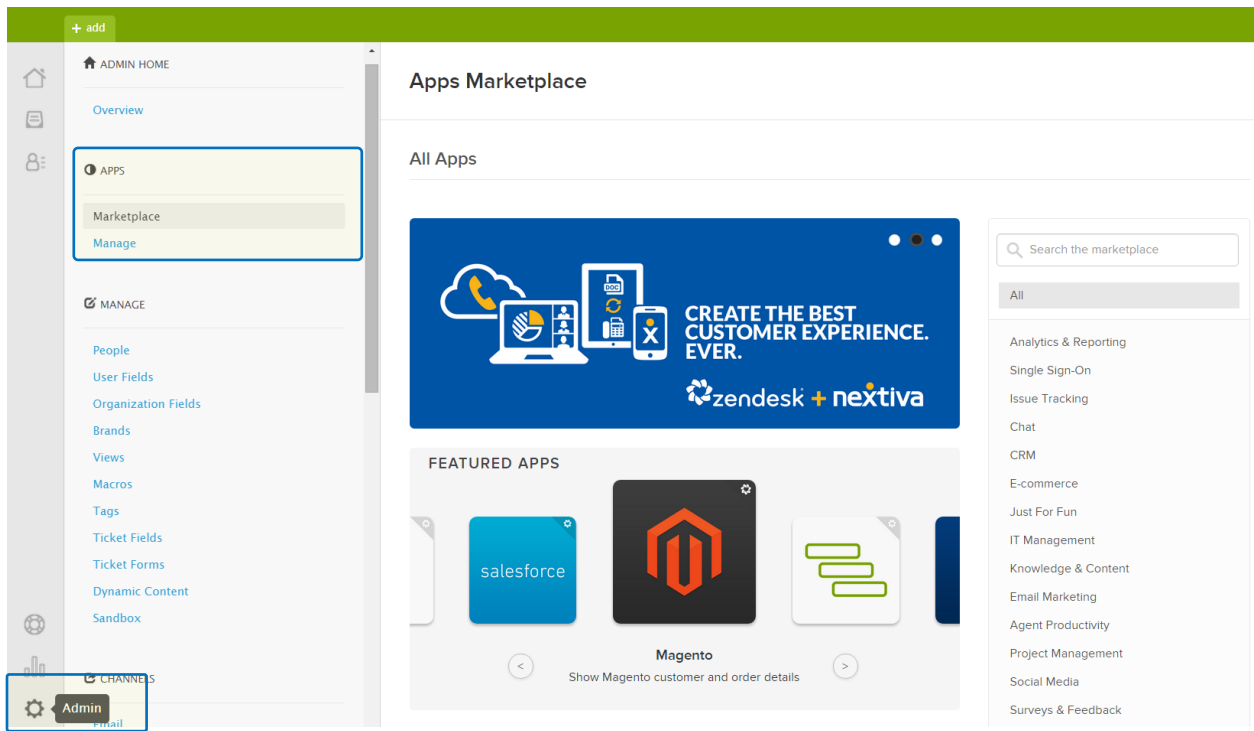 + add
ADMIN HOME
Overview
APPS
Marketplace
Manage
MANAGE
People
User Fields
Organization Fields
Brands
Views
Macros
Tags
Ticket Fields
Ticket Forms
Dynamic Content
Sandbox
CHANNELS
Email
Admin
Apps Marketplace
All Apps
DOC
CREATE THE BEST
CUSTOMER EXPERIENCE.
EVER.
zendesk + nextiva
FEATURED APPS
salesforce
Magento
< Show Magento customer and order details >
Search the marketplace
All
Analytics & Reporting
Single Sign-On
Issue Tracking
Chat
CRM
E-commerce
Just For Fun
IT Management
Knowledge & Content
Email Marketing
Agent Productivity
Project Management
Social Media
Surveys & Feedback